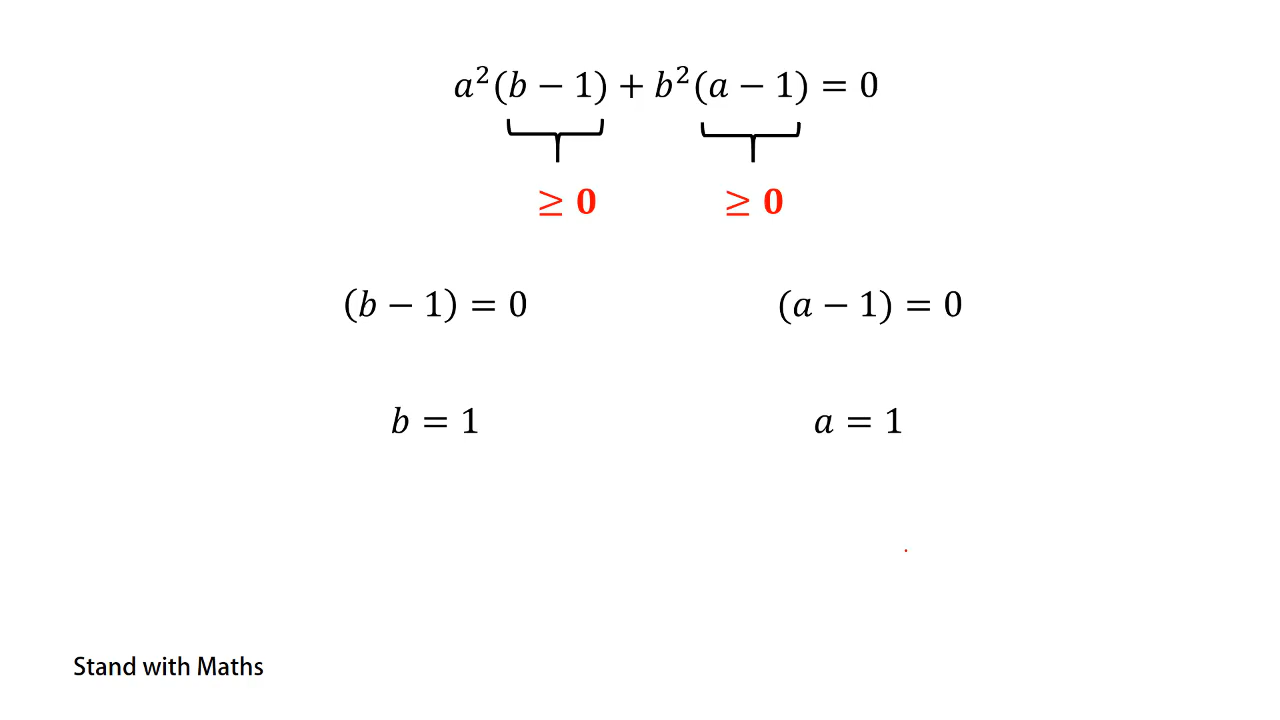 a²(b − 1) + b²(a − 1) = 0
≥ 0 ≥ 0
(b − 1) = 0 (a − 1) = 0
b = 1 a = 1
Stand with Maths